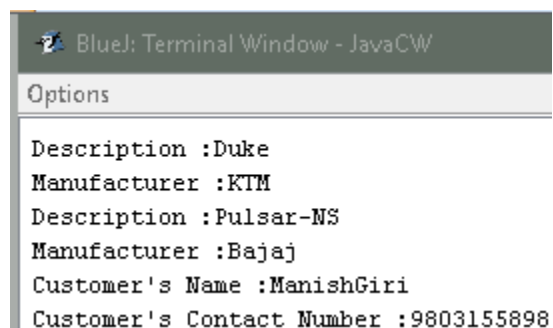 BlueJ: Terminal Window - JavaCW
Options
Description :Duke
Manufacturer :KTM
Description :Pulsar-NS
Manufacturer :Bajaj
Customer's Name :ManishGiri
Customer's Contact Number :9803155898